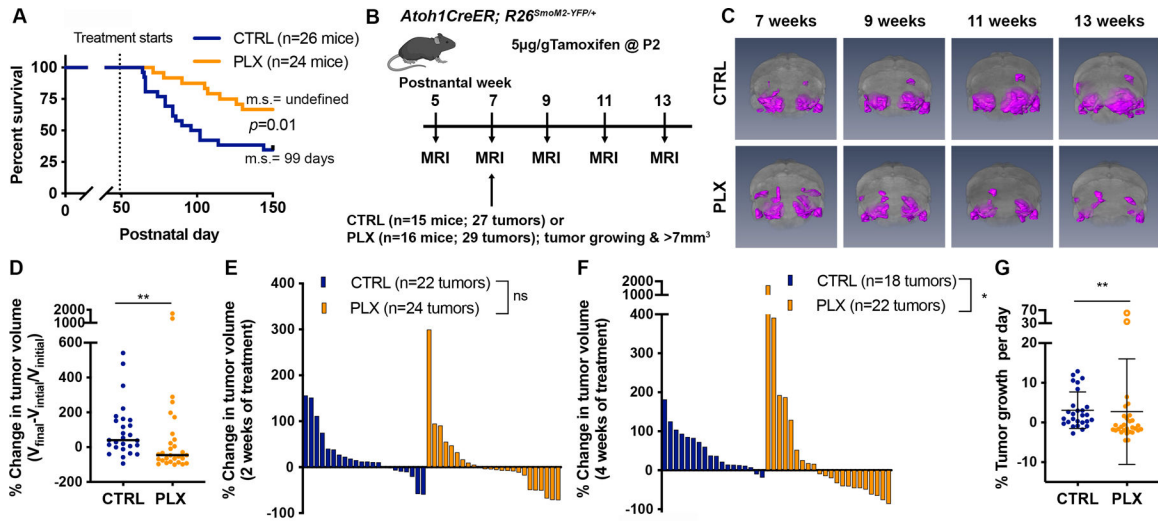 A
Treatment starts
CTRL (n=26 mice)
PLX (n=24 mice)
Percent survival
100
75
50
25
0
m.s.= undefined
p=0.01
m.s.= 99 days
0
50
100
150
Postnatal day
B
Atoh1CreER; R26SmoM2-YFP/+
5µg/gTamoxifen @ P2
Postnantal week
5 7 9 11 13
MRI MRI MRI MRI MRI
CTRL (n=15 mice; 27 tumors) or
PLX (n=16 mice; 29 tumors); tumor growing & >7mm3
C
7 weeks 9 weeks 11 weeks 13 weeks
CTRL
PLX
D
% Change in tumor volume
(Vfinal-Vintial/Vinitial)
2000
1000
600
400
200
0
-200
**
CTRL PLX
E
% Change in tumor volume
(2 weeks of treatment)
400
300
200
100
0
-100
CTRL (n=22 tumors)
PLX (n=24 tumors)
ns
F
% Change in tumor volume
(4 weeks of treatment)
2000
1000
400
300
200
100
0
-100
CTRL (n=18 tumors)
PLX (n=22 tumors)
*
G
% Tumor growth per day
70
30
20
10
0
-10
**
CTRL PLX